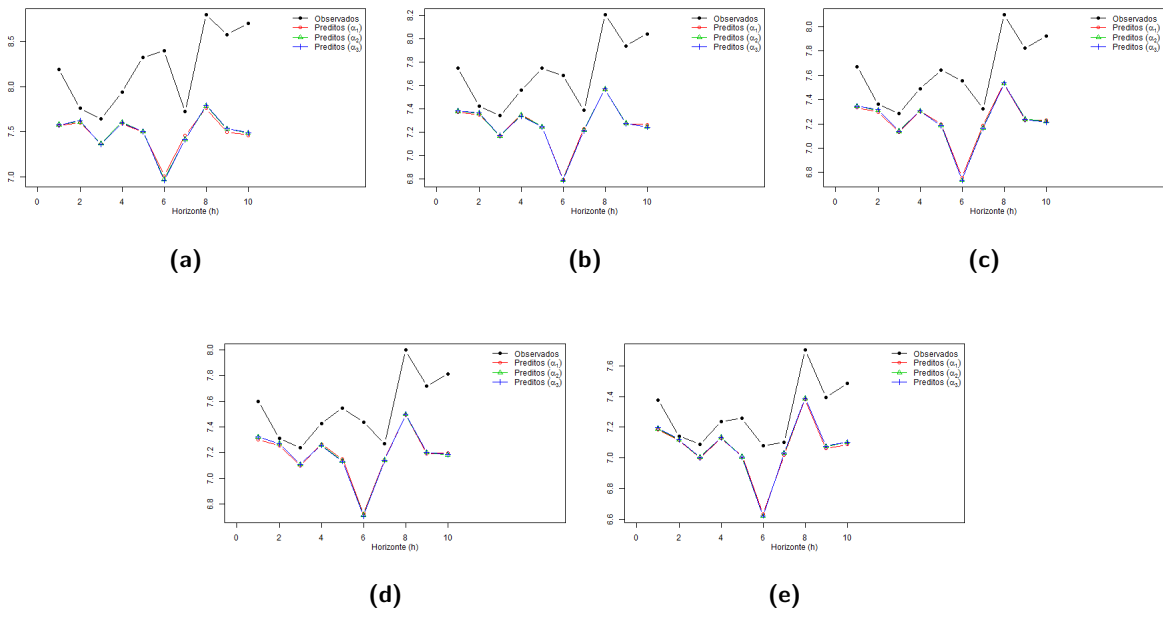 Observados
Preditos (α₁)
Preditos (α₂)
Preditos (α₃)
8.5
8.0
7.5
7.0
0 2 4 6 8 10
Horizonte (h)
(a)
Observados
Preditos (α₁)
Preditos (α₂)
Preditos (α₃)
8.2
8.0
7.8
7.6
7.4
7.2
7.0
6.8
0 2 4 6 8 10
Horizonte (h)
(b)
Observados
Preditos (α₁)
Preditos (α₂)
Preditos (α₃)
8.0
7.8
7.6
7.4
7.2
7.0
6.8
0 2 4 6 8 10
Horizonte (h)
(c)
Observados
Preditos (α₁)
Preditos (α₂)
Preditos (α₃)
8.0
7.8
7.6
7.4
7.2
7.0
6.8
0 2 4 6 8 10
Horizonte (h)
(d)
Observados
Preditos (α₁)
Preditos (α₂)
Preditos (α₃)
7.6
7.4
7.2
7.0
6.8
6.6
0 2 4 6 8 10
Horizonte (h)
(e)